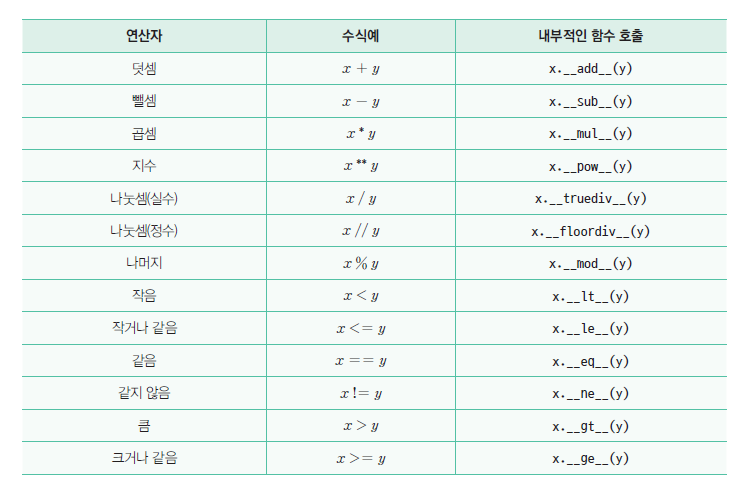 연산자 수식예 내부적인 함수 호출
덧셈 x + y x.__add__(y)
뺄셈 x − y x.__sub__(y)
곱셈 x * y x.__mul__(y)
지수 x ** y x.__pow__(y)
나눗셈(실수) x / y x.__truediv__(y)
나눗셈(정수) x // y x.__floordiv__(y)
나머지 x % y x.__mod__(y)
작음 x < y x.__lt__(y)
작거나 같음 x <= y x.__le__(y)
같음 x == y x.__eq__(y)
같지 않음 x != y x.__ne__(y)
큼 x > y x.__gt__(y)
크거나 같음 x >= y x.__ge__(y)